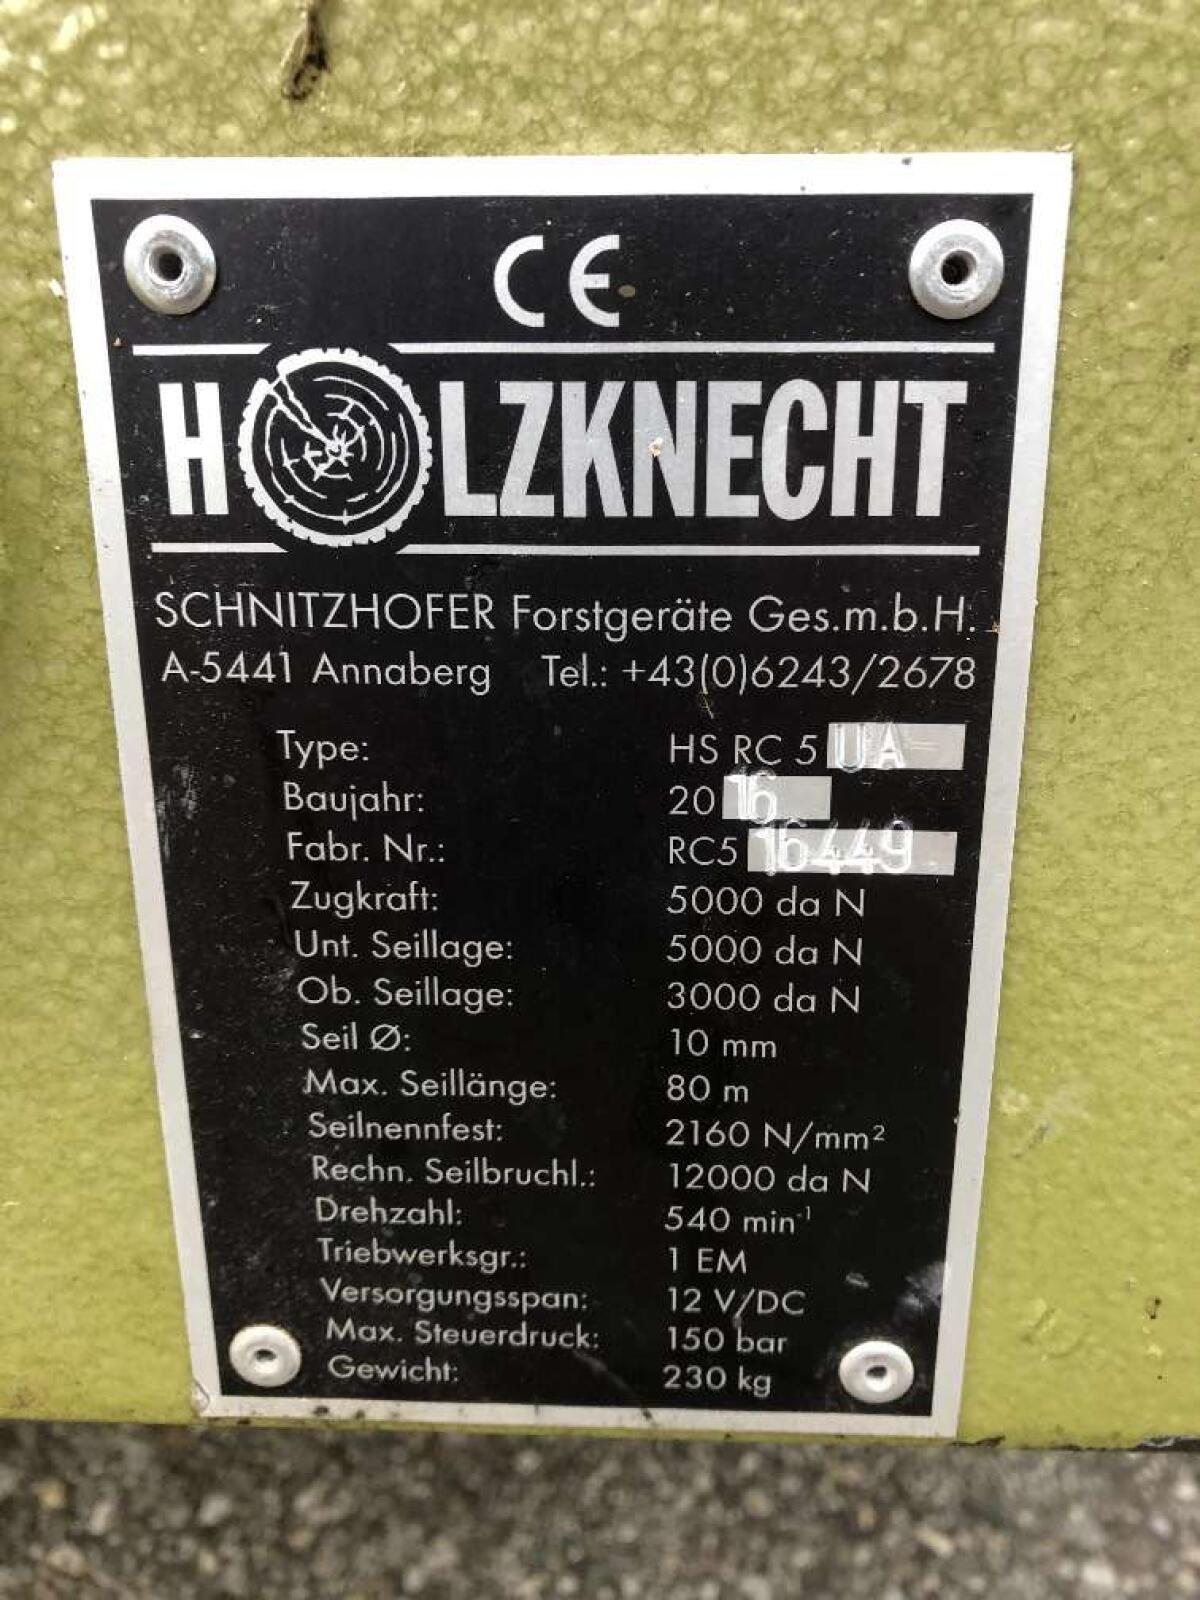 CE
HOLZKNECHT
SCHNITZHOFER Forstgeräte Ges.m.b.H.
A-5441 Annaberg Tel.: +43(0)6243/2678
Type: HS RC 5 UA
Baujahr: 20 16
Fabr. Nr.: RC5 16449
Zugkraft: 5000 da N
Unt. Seillage: 5000 da N
Ob. Seillage: 3000 da N
Seil Ø: 10 mm
Max. Seillänge: 80 m
Seilnennfest: 2160 N/mm²
Rechn. Seilbruchl.: 12000 da N
Drehzahl: 540 min⁻¹
Triebwerksgr.: 1 EM
Versorgungsspan: 12 V/DC
Max. Steuerdruck: 150 bar
Gewicht: 230 kg